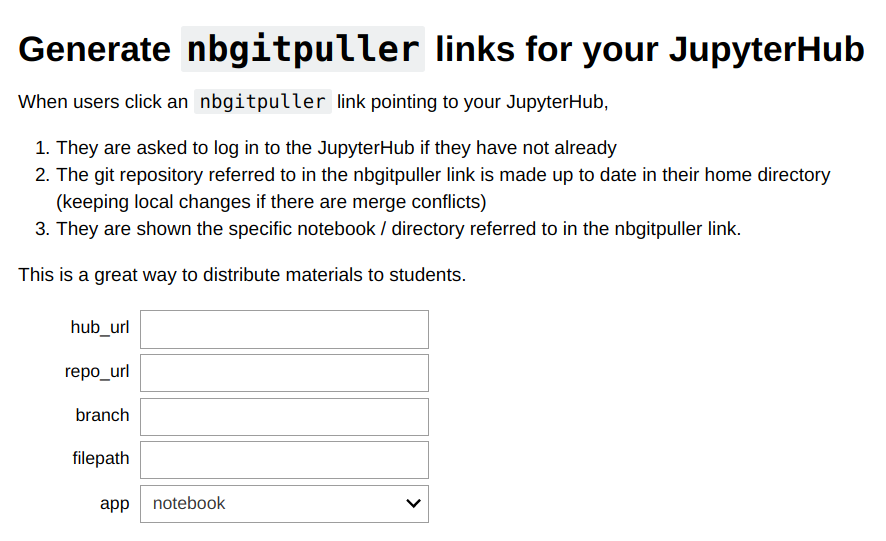 Generate nbgitpuller links for your JupyterHub
When users click an nbgitpuller link pointing to your JupyterHub,
1. They are asked to log in to the JupyterHub if they have not already
2. The git repository referred to in the nbgitpuller link is made up to date in their home directory
(keeping local changes if there are merge conflicts)
3. They are shown the specific notebook / directory referred to in the nbgitpuller link.
This is a great way to distribute materials to students.
hub_url
repo_url
branch
filepath
app notebook